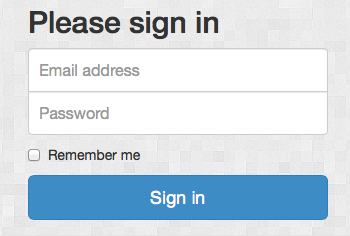 Please sign in
Email address
Password
Remember me
Sign in